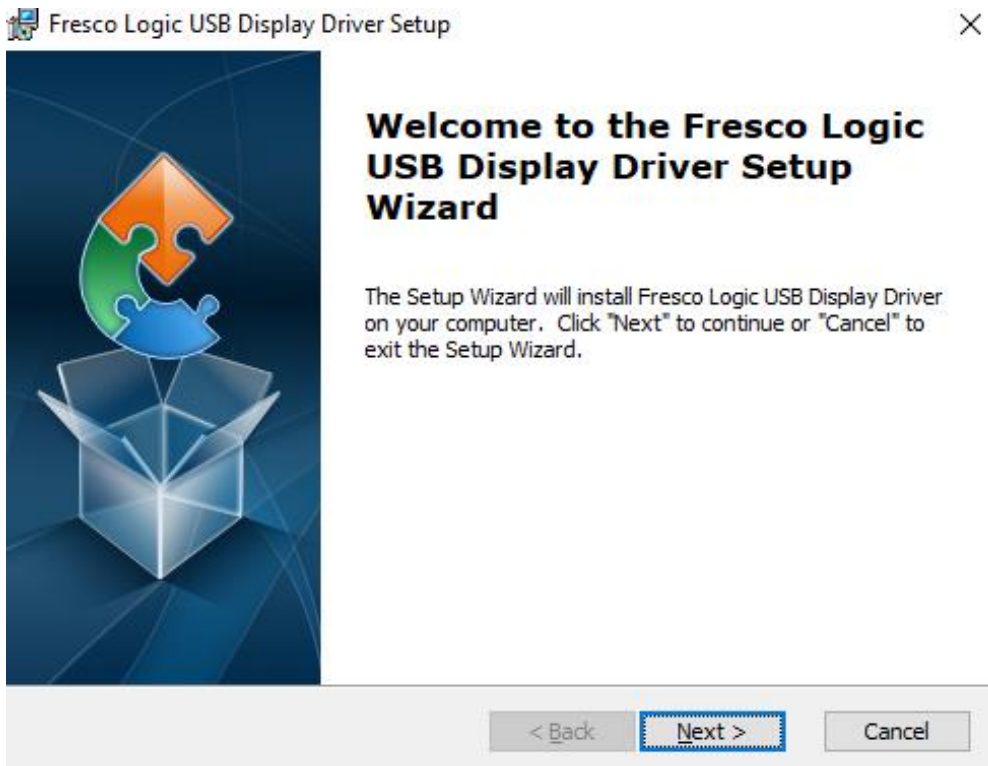 Fresco Logic USB Display Driver Setup
Welcome to the Fresco Logic
USB Display Driver Setup
Wizard
The Setup Wizard will install Fresco Logic USB Display Driver
on your computer.  Click "Next" to continue or "Cancel" to
exit the Setup Wizard.
< Back
Next >
Cancel